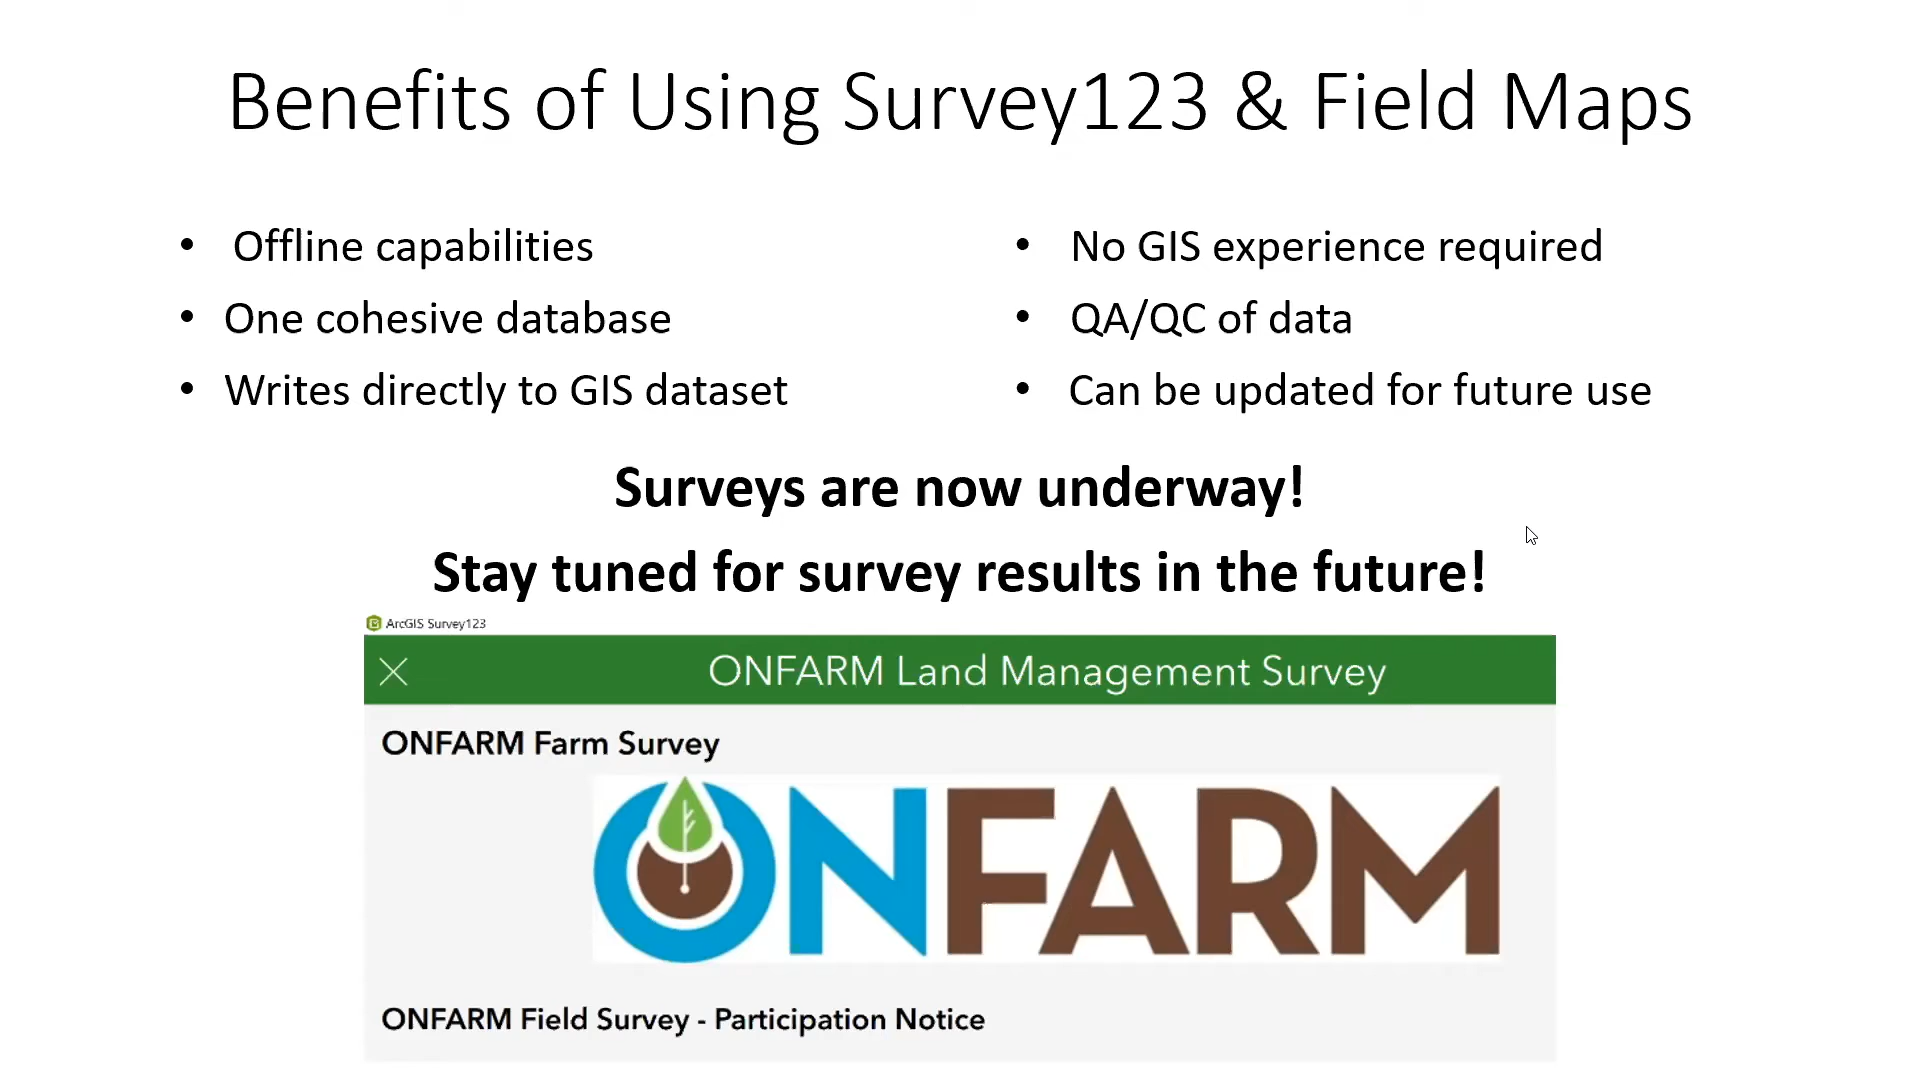 Benefits of Using Survey123 & Field Maps
• Offline capabilities
• One cohesive database
• Writes directly to GIS dataset
• No GIS experience required
• QA/QC of data
• Can be updated for future use
Surveys are now underway!
Stay tuned for survey results in the future!
ArcGIS Survey123
ONFARM Land Management Survey
ONFARM Farm Survey
ONFARM
ONFARM Field Survey - Participation Notice